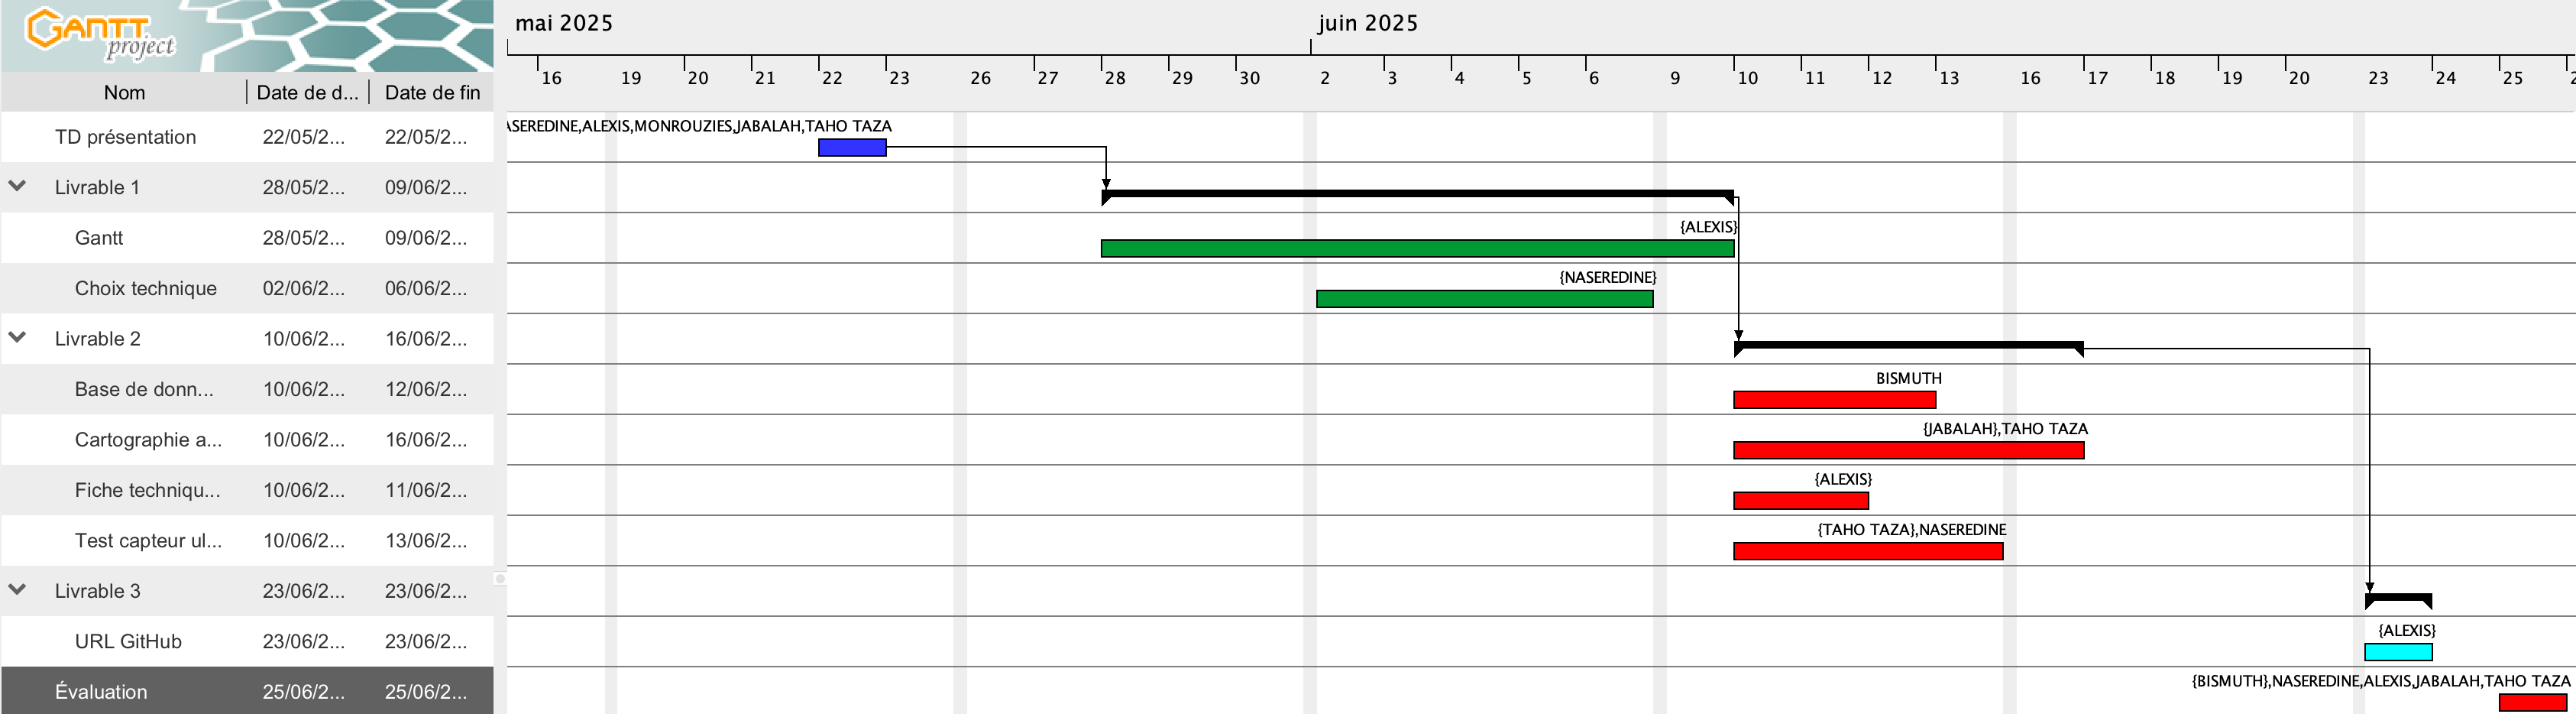 GANTT
project
mai 2025
juin 2025
16 19 20 21 22 23 26 27 28 29 30 2 3 4 5 6 9 10 11 12 13 16 17 18 19 20 23 24 25
Nom Date de d... Date de fin
TD présentation 22/05/2... 22/05/2... ASEREDINE,ALEXIS,MONROUZIES,JABALAH,TAHO TAZA
Livrable 1 28/05/2... 09/06/2...
Gantt 28/05/2... 09/06/2... {ALEXIS}
Choix technique 02/06/2... 06/06/2... {NASEREDINE}
Livrable 2 10/06/2... 16/06/2...
Base de donn... 10/06/2... 12/06/2... BISMUTH
Cartographie a... 10/06/2... 16/06/2... {JABALAH},TAHO TAZA
Fiche techniqu... 10/06/2... 11/06/2... {ALEXIS}
Test capteur ul... 10/06/2... 13/06/2... {TAHO TAZA},NASEREDINE
Livrable 3 23/06/2... 23/06/2...
URL GitHub 23/06/2... 23/06/2... {ALEXIS}
Évaluation 25/06/2... 25/06/2... {BISMUTH},NASEREDINE,ALEXIS,JABALAH,TAHO TAZA